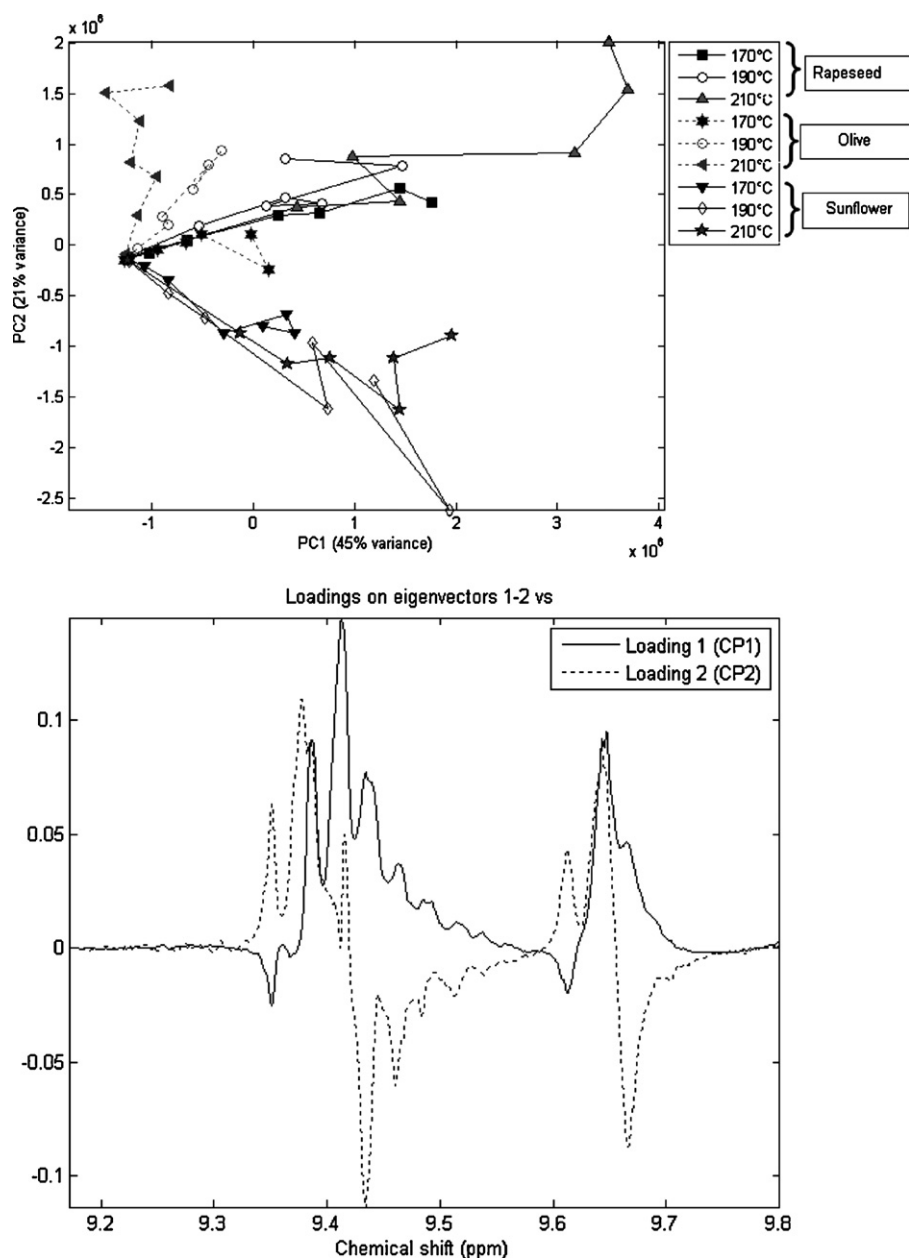 x 10⁶
2
1.5
1
0.5
0
-0.5
-1
-1.5
-2
-2.5
PC2 (21% variance)
-1 0 1 2 3 4
PC1 (45% variance)
x 10⁶
170°C
190°C
210°C
Rapeseed
170°C
190°C
210°C
Olive
170°C
190°C
210°C
Sunflower
Loadings on eigenvectors 1-2 vs
Loading 1 (CP1)
Loading 2 (CP2)
0.1
0.05
0
-0.05
-0.1
9.2 9.3 9.4 9.5 9.6 9.7 9.8
Chemical shift (ppm)